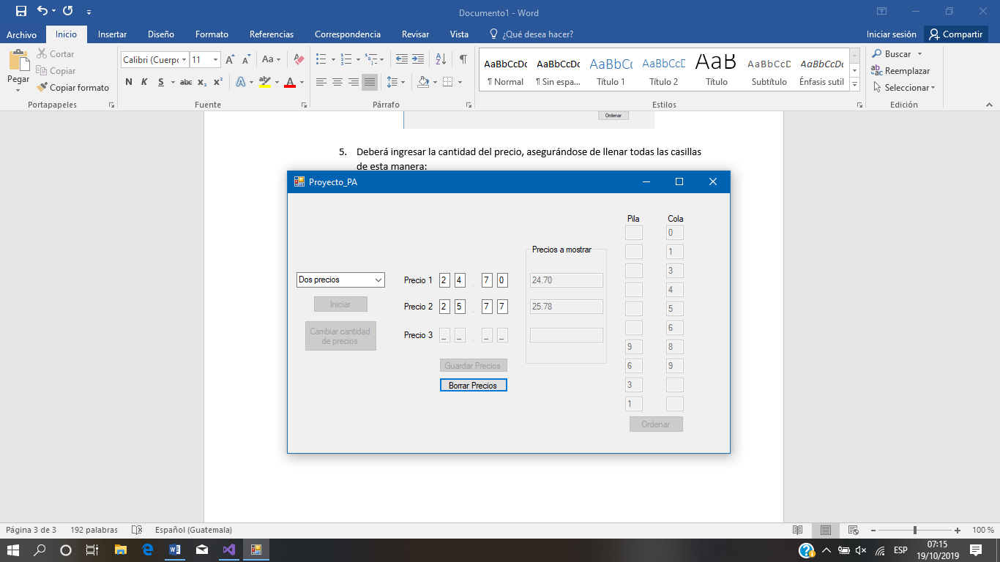 Documento1 - Word
Archivo Inicio Insertar Diseño Formato Referencias Correspondencia Revisar Vista ¿Qué desea hacer? Iniciar sesión Compartir
Pegar
Cortar
Copiar
Copiar formato
Portapapeles
Calibri (Cuerpo 11
N K S abc x₂ x²
Fuente
Párrafo
AaBbCcDc AaBbCcDc AaBbCc AaBbCcD AaB AaBbCcD AaBbCcDc
¶ Normal ¶ Sin espa... Título 1 Título 2 Título Subtítulo Énfasis sutil
Estilos
Buscar
Reemplazar
Seleccionar
Edición
Ordenar
5. Deberá ingresar la cantidad del precio, asegurándose de llenar todas las casillas
de esta manera:
Proyecto_PA
Dos precios
Iniciar
Cambiar cantidad
de precios
Precio 1 2 4 . 7 0
Precio 2 2 5 . 7 7
Precio 3 _ _ . _ _
Guardar Precios
Borrar Precios
Precios a mostrar
24.70
25.78
Pila Cola
0
1
3
4
5
6
9 8
6 9
3
1
Ordenar
Página 3 de 3 192 palabras Español (Guatemala) 100 %
ESP 07:15
19/10/2019